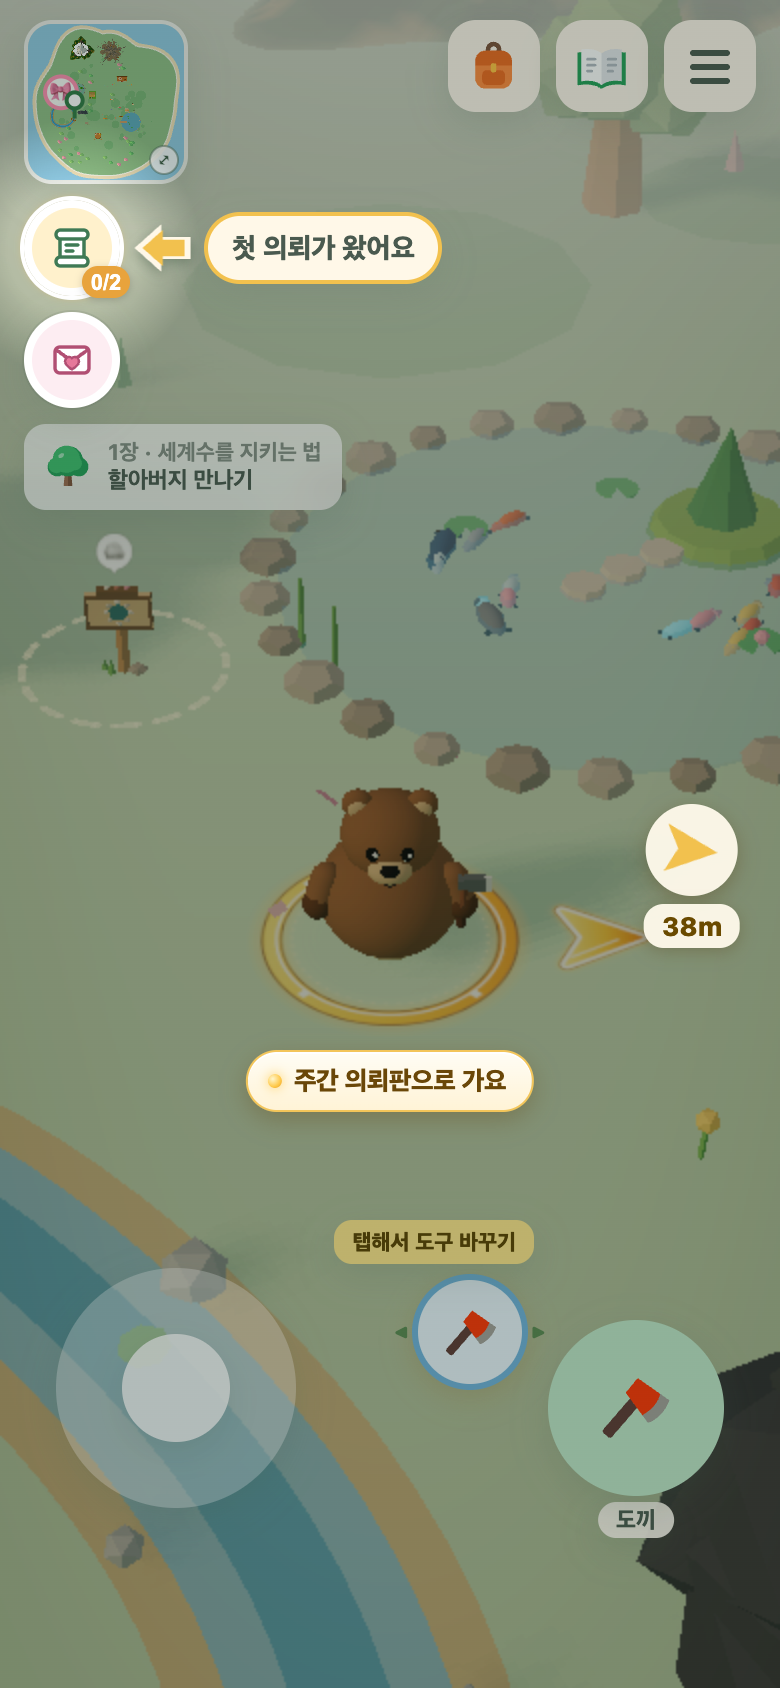 첫 의뢰가 왔어요
0/2
1장 · 세계수를 지키는 법
할아버지 만나기
38m
주간 의뢰판으로 가요
탭해서 도구 바꾸기
도끼